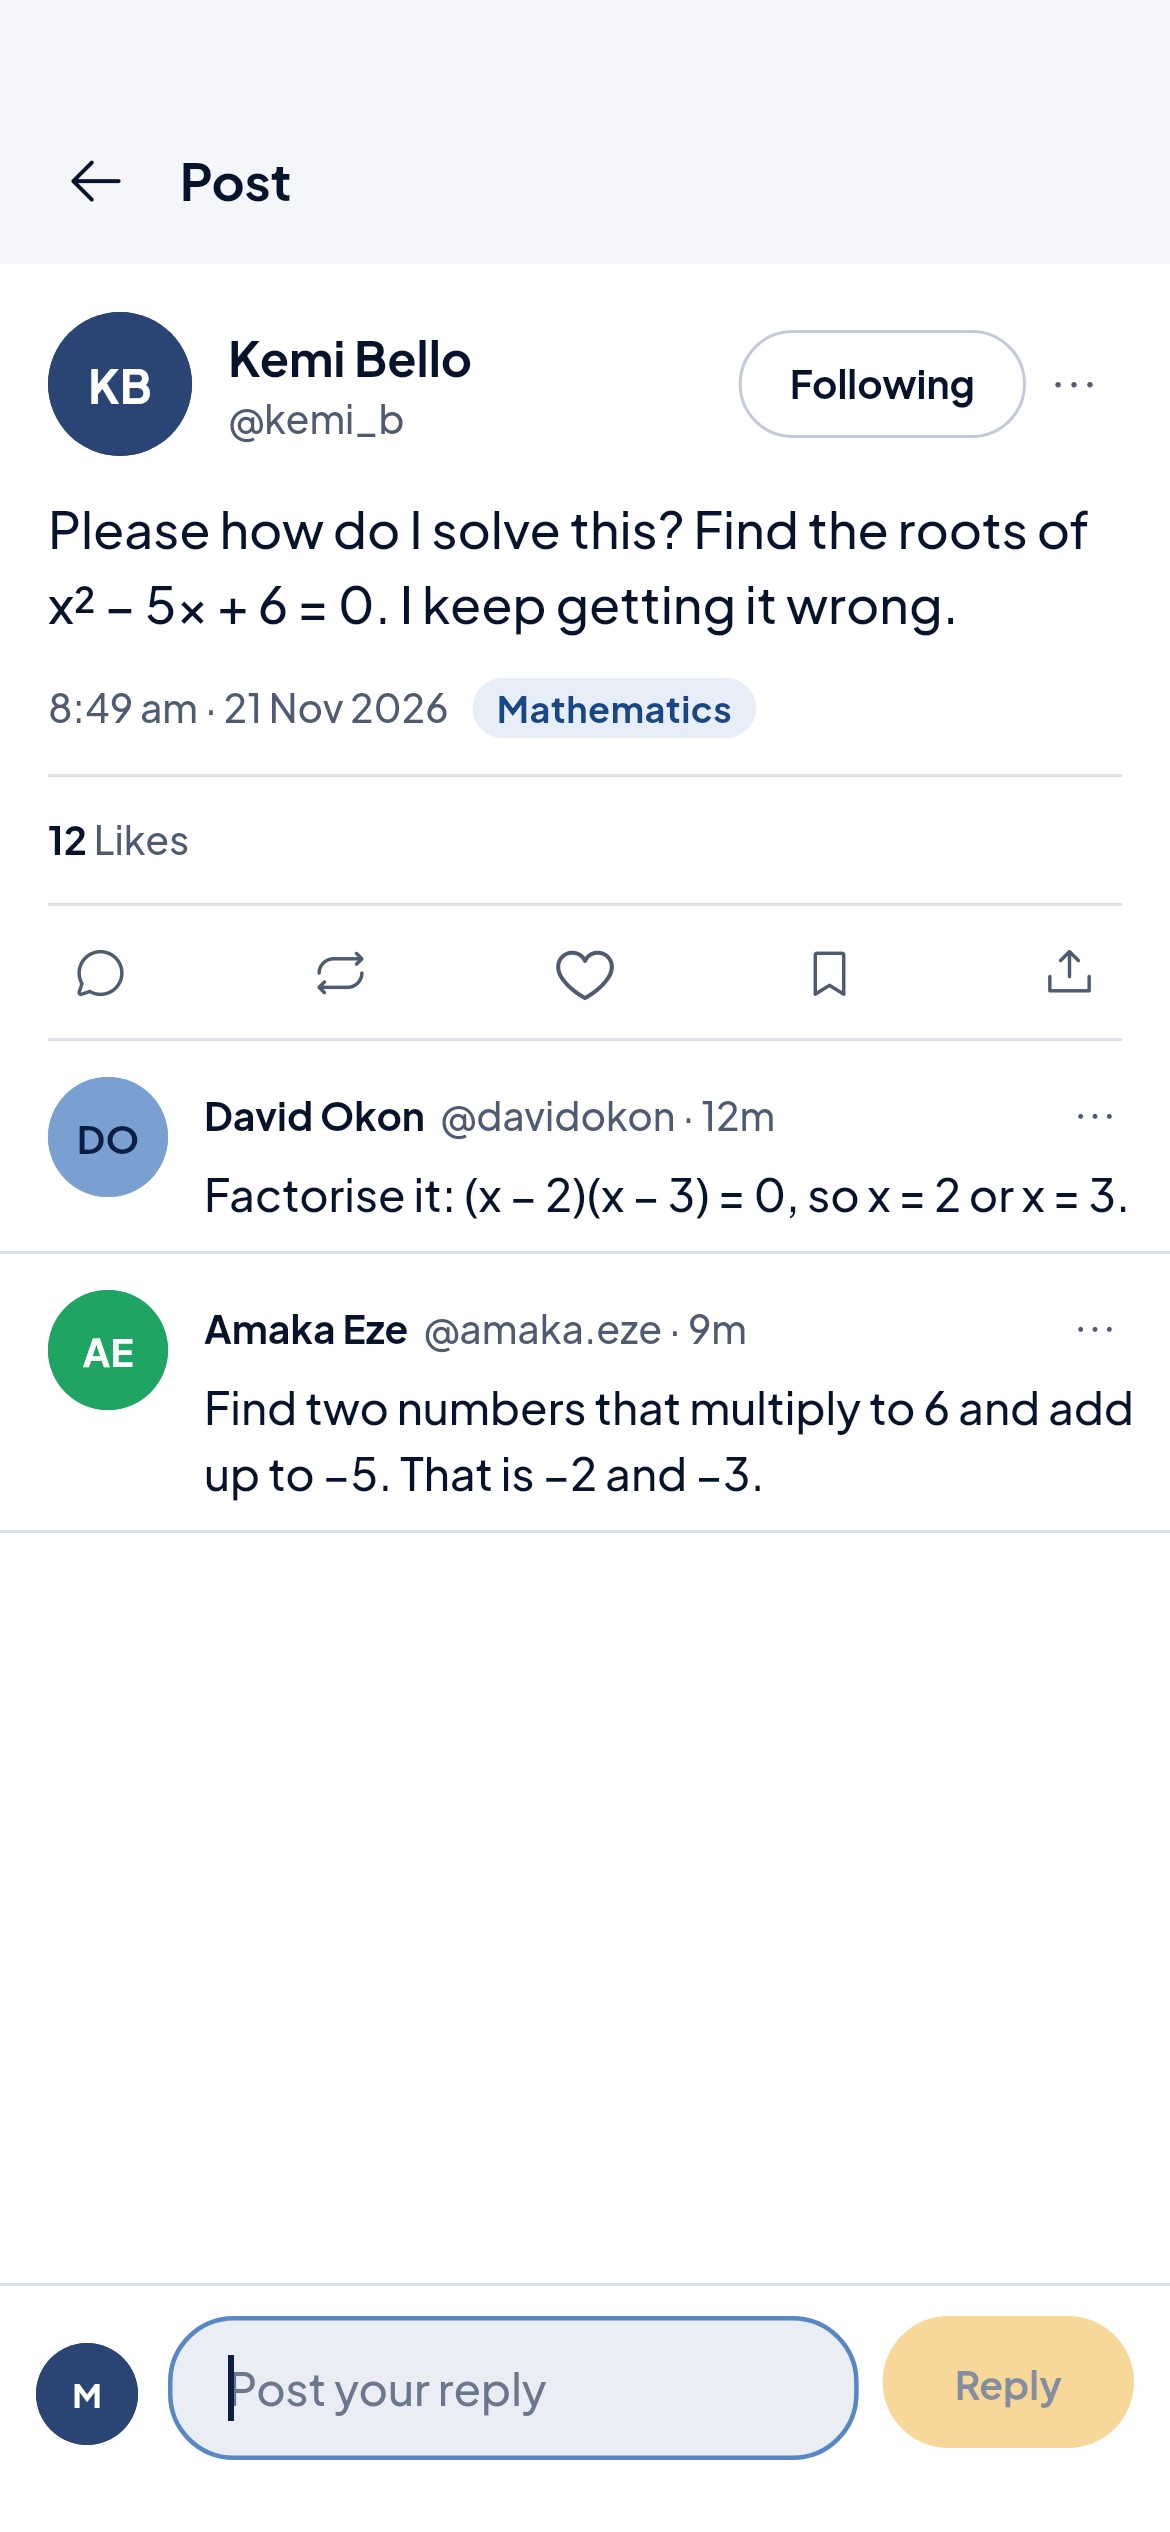 Post
KB
Kemi Bello
@kemi_b
Following
Please how do I solve this? Find the roots of
x² − 5× + 6 = 0. I keep getting it wrong.
8:49 am · 21 Nov 2026 Mathematics
12 Likes
DO
David Okon @davidokon · 12m
Factorise it: (x − 2)(x − 3) = 0, so x = 2 or x = 3.
AE
Amaka Eze @amaka.eze · 9m
Find two numbers that multiply to 6 and add
up to −5. That is −2 and −3.
M
Post your reply
Reply